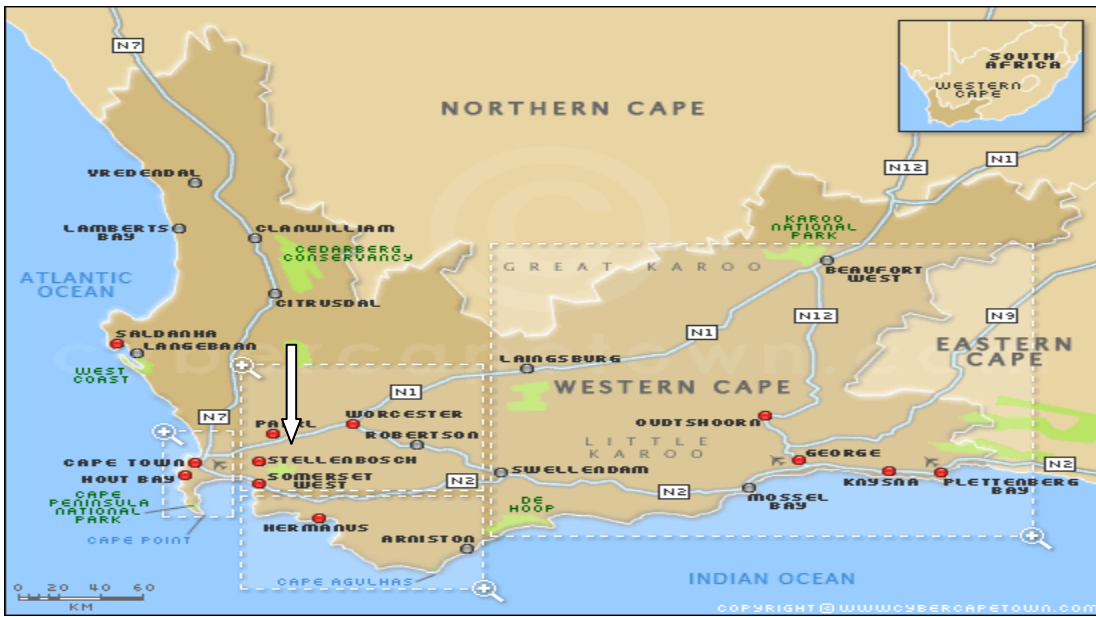 N7
SOUTH
AFRICA
WESTERN
CAPE
NORTHERN CAPE
N12
N1
VREDENDAL
LAMBERTS
BAY
CLANWILLIAM
CEDARBERG
CONSERVANCY
KAROO
NATIONAL
PARK
GREAT KAROO
BEAUFORT
WEST
ATLANTIC
OCEAN
CITRUSDAL
N12
N9
SALDANHA
LANGEBAAN
N1
EASTERN
CAPE
WEST
COAST
LAINGSBURG
WESTERN CAPE
N1
N7
PAARL
WORCESTER
ROBERTSON
OUDTSHOORN
LITTLE
KAROO
GEORGE
CAPE TOWN
STELLENBOSCH
HOUT BAY
SOMERSET
WEST
N2
SWELLENDAM
N2
N2
KNYSNA
PLETTENBERG
BAY
MOSSEL
BAY
CAPE
PENINSULA
NATIONAL
PARK
DE
HOOP
HERMANUS
CAPE POINT
ARNISTON
CAPE AGULHAS
INDIAN OCEAN
0 20 40 60
KM
COPYRIGHT @ WWW.CYBERCAPETOWN.COM